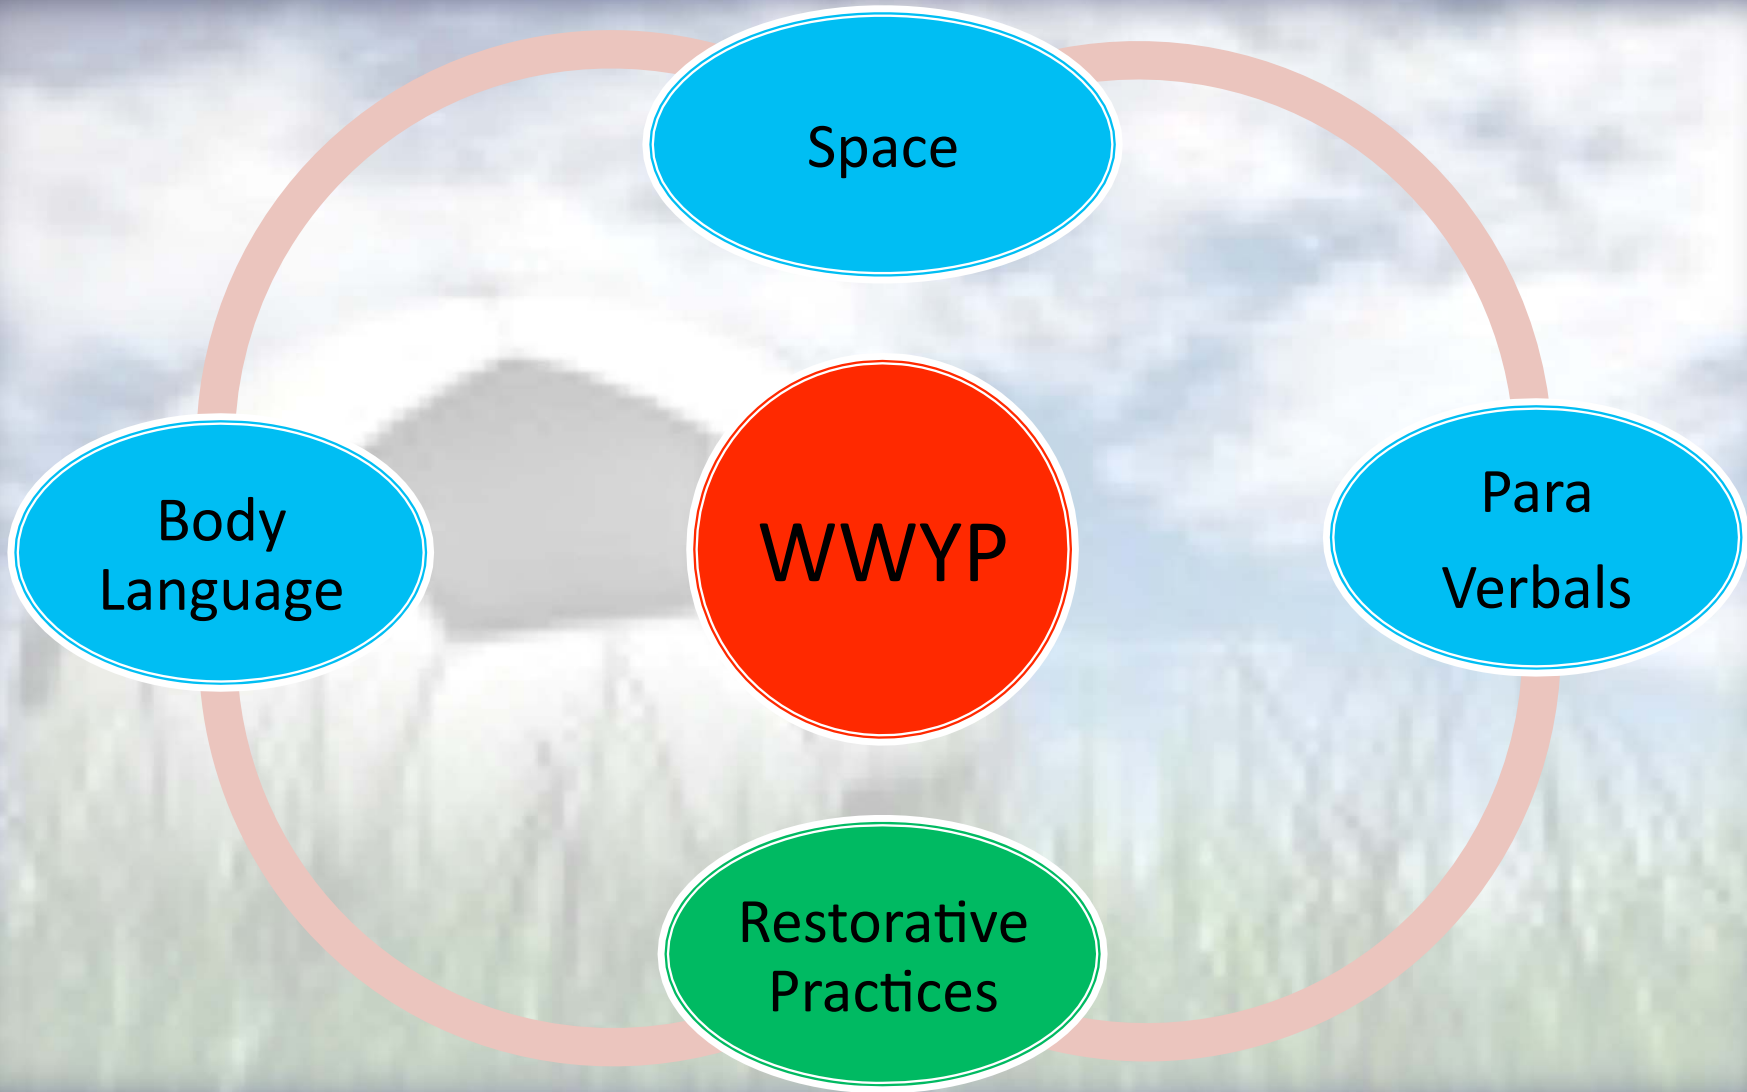 Space
Body
Language
WWYP
Para
Verbals
Restorative
Practices